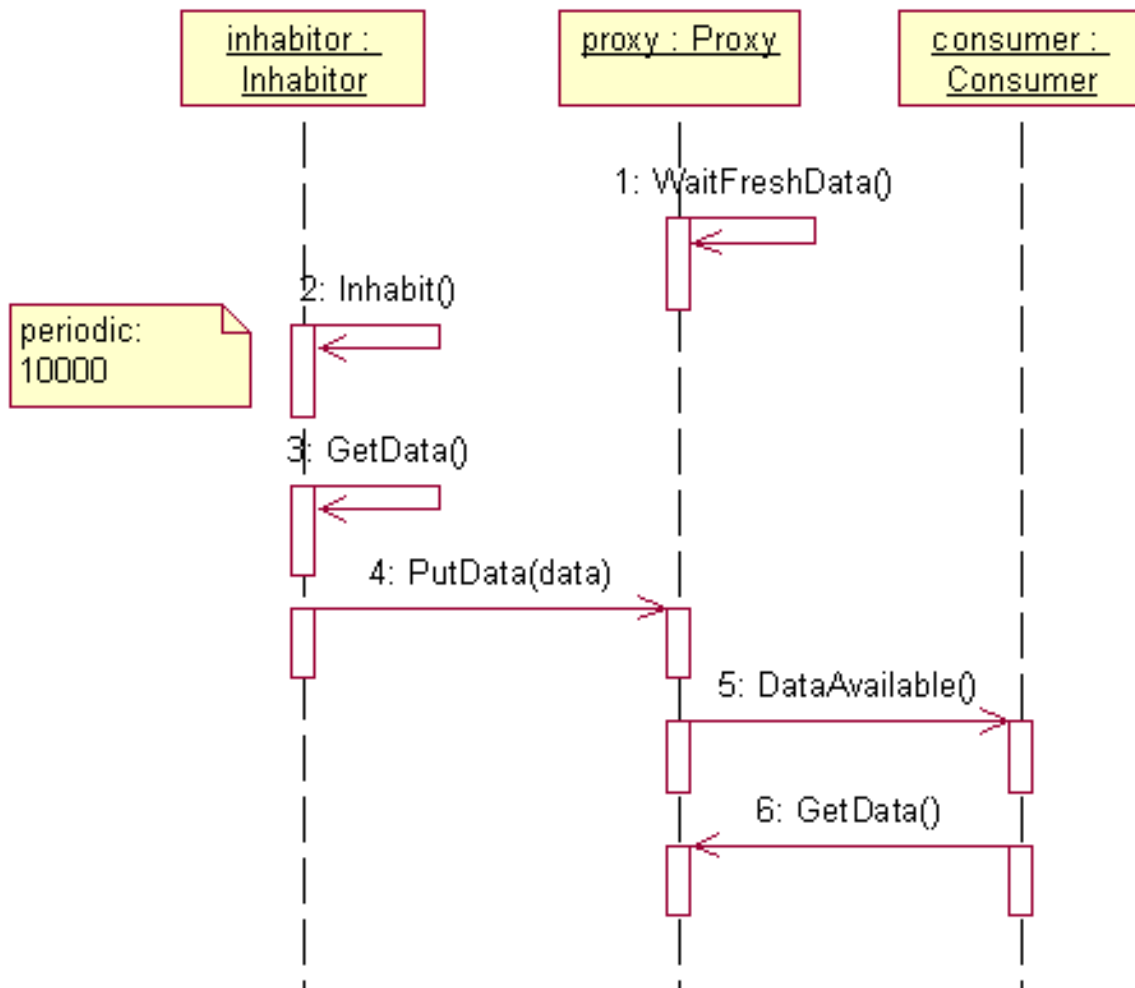 inhabitor :
Inhabitor
proxy : Proxy
consumer :
Consumer
1: WaitFreshData()
2: Inhabit()
periodic:
10000
3: GetData()
4: PutData(data)
5: DataAvailable()
6: GetData()